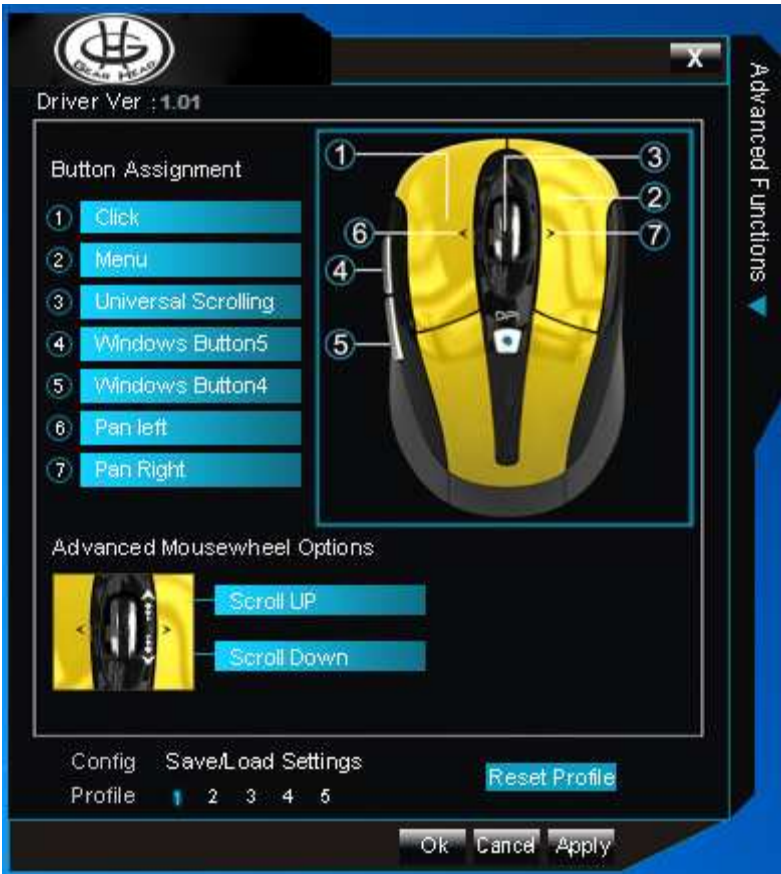 GH
GEAR HEAD
X
Driver Ver : 1.01
Advanced Functions
Button Assignment
1 Click
2 Menu
3 Universal Scrolling
4 Windows Button5
5 Windows Button4
6 Pan left
7 Pan Right
1
3
2
6
7
4
5
DPI
Advanced Mousewheel Options
Scroll UP
Scroll Down
Config Save/Load Settings
Profile 1 2 3 4 5
Reset Profile
Ok Cancel Apply